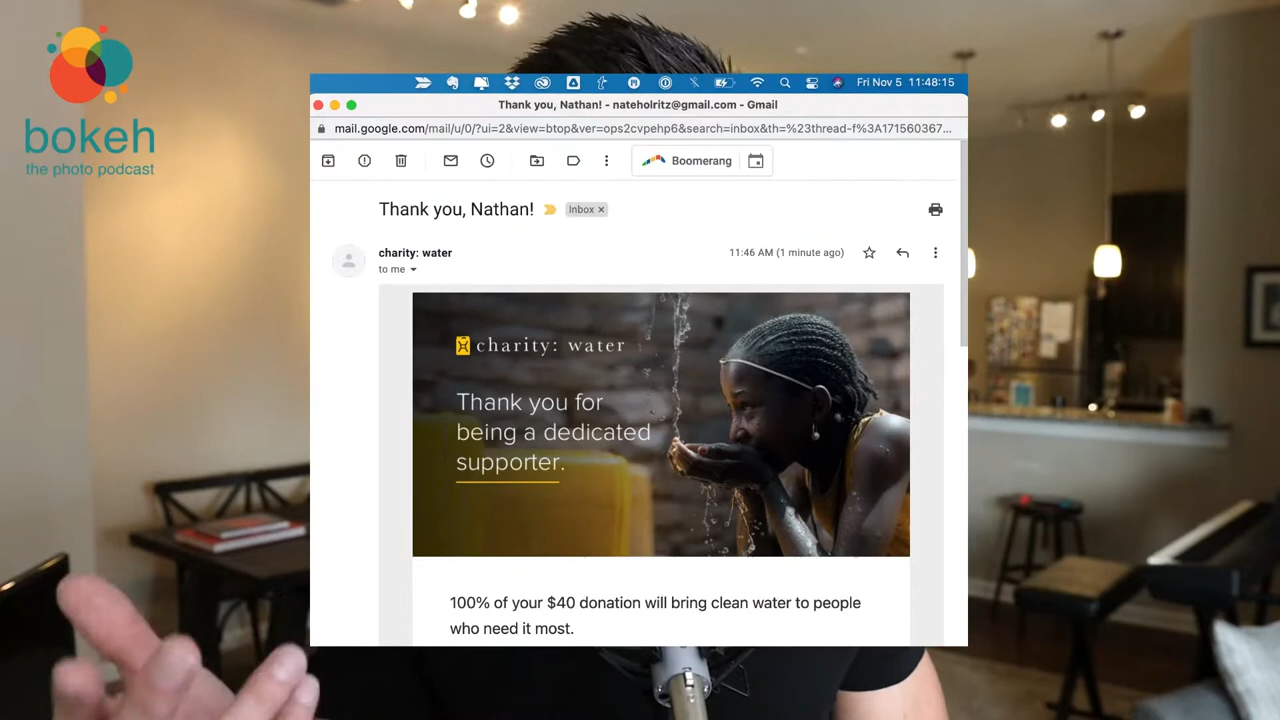 bokeh
the photo podcast
Fri Nov 5 11:48:15
Thank you, Nathan! - nateholritz@gmail.com - Gmail
mail.google.com/mail/u/0/?ui=2&view=btop&ver=ops2cvpehp6&search=inbox&th=%23thread-f%3A171560367...
Boomerang
Thank you, Nathan!
Inbox ×
charity: water
11:46 AM (1 minute ago)
to me
charity: water
Thank you for
being a dedicated
supporter.
100% of your $40 donation will bring clean water to people
who need it most.